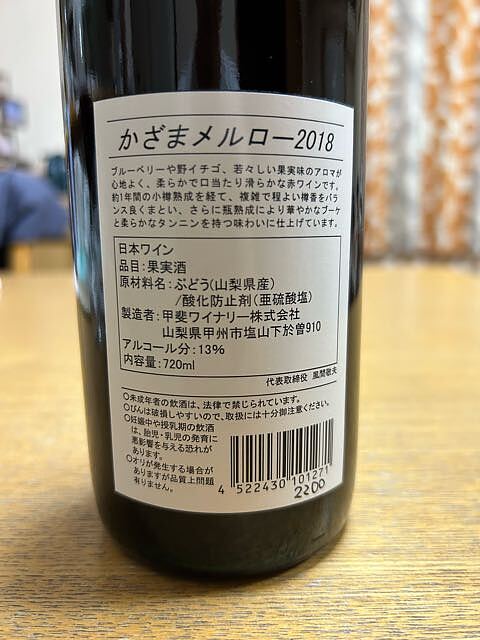 かざまメルロー2018
ブルーベリーや野イチゴ、若々しい果実味のアロマが
心地よく、柔らかで口当たり滑らかな赤ワインです。
約1年間の小樽熟成を経て、複雑で程よい樽香をバラ
ンス良くまとい、さらに瓶熟成により華やかなブーケ
と柔らかなタンニンを持つ味わいに仕上げています。
日本ワイン
品目：果実酒
原材料名：ぶどう(山梨県産)
/酸化防止剤(亜硫酸塩)
製造者：甲斐ワイナリー株式会社
山梨県甲州市塩山下於曽910
アルコール分：13％
内容量：720ml
代表取締役 風間敬夫
○未成年者の飲酒は、法律で禁じられています。
○びんは破損しやすいので、取扱には十分御注意ください。
○妊娠中や授乳期の飲酒
は、胎児・乳児の発育に
悪影響を与える恐れが
あります。
○オリが発生する場合が
ありますが品質上問題
有りません。
4 522430 101271
2200